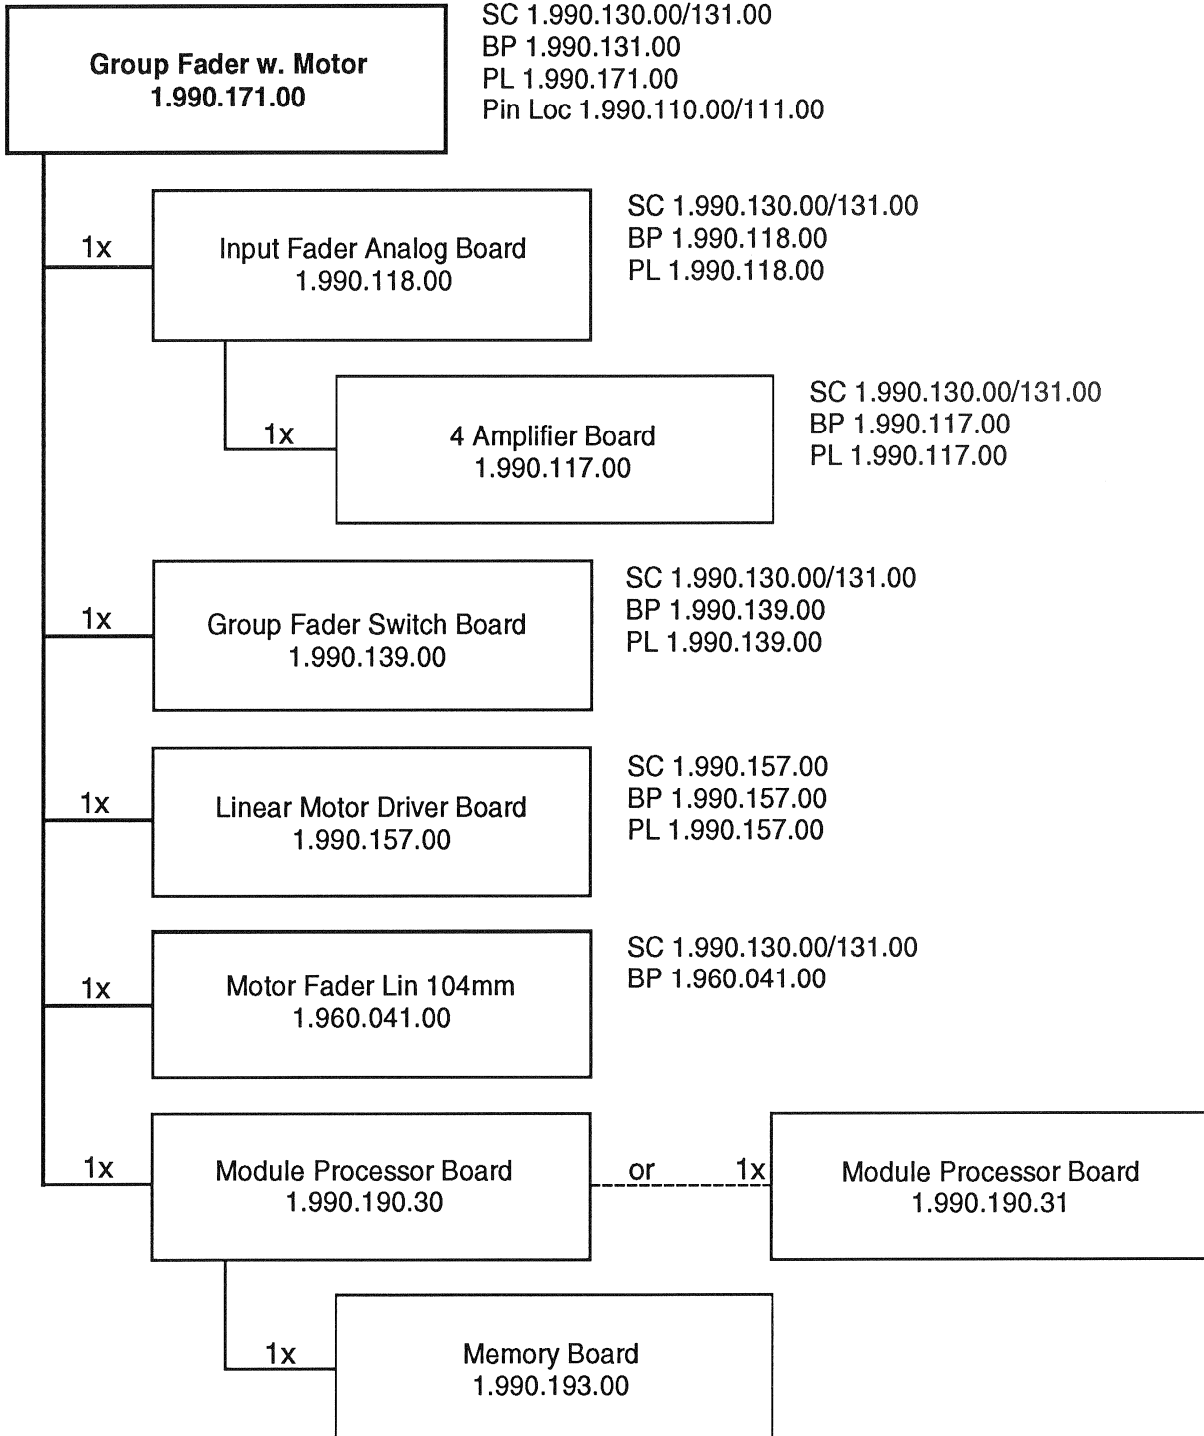 Group Fader w. Motor
1.990.171.00
SC 1.990.130.00/131.00
BP 1.990.131.00
PL 1.990.171.00
Pin Loc 1.990.110.00/111.00
1x
Input Fader Analog Board
1.990.118.00
SC 1.990.130.00/131.00
BP 1.990.118.00
PL 1.990.118.00
1x
4 Amplifier Board
1.990.117.00
SC 1.990.130.00/131.00
BP 1.990.117.00
PL 1.990.117.00
1x
Group Fader Switch Board
1.990.139.00
SC 1.990.130.00/131.00
BP 1.990.139.00
PL 1.990.139.00
1x
Linear Motor Driver Board
1.990.157.00
SC 1.990.157.00
BP 1.990.157.00
PL 1.990.157.00
1x
Motor Fader Lin 104mm
1.960.041.00
SC 1.990.130.00/131.00
BP 1.960.041.00
1x
Module Processor Board
1.990.190.30
or
1x
Module Processor Board
1.990.190.31
1x
Memory Board
1.990.193.00